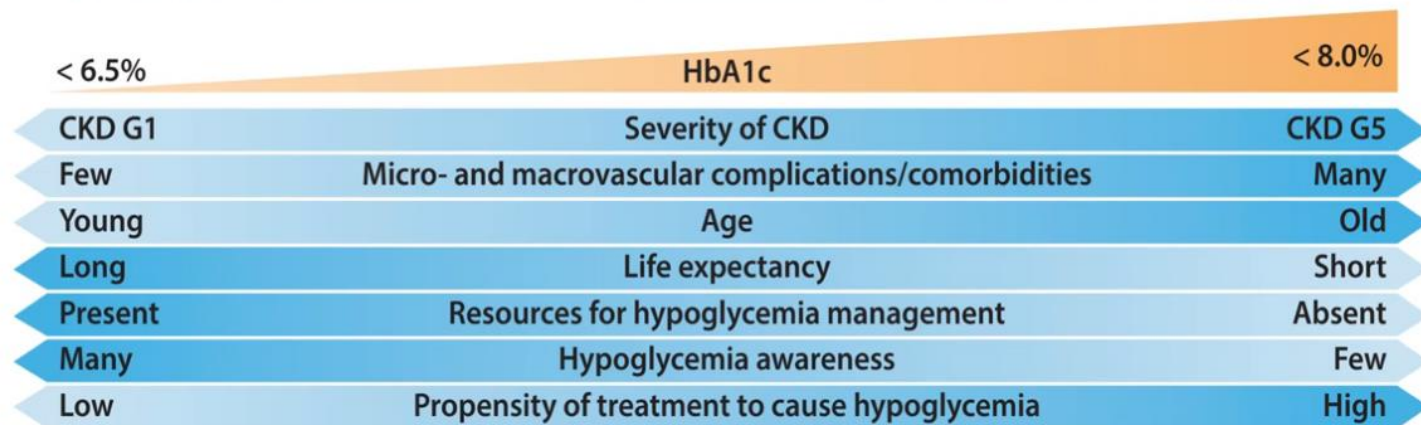 < 6.5% HbA1c < 8.0%
CKD G1 Severity of CKD CKD G5
Few Micro- and macrovascular complications/comorbidities Many
Young Age Old
Long Life expectancy Short
Present Resources for hypoglycemia management Absent
Many Hypoglycemia awareness Few
Low Propensity of treatment to cause hypoglycemia High